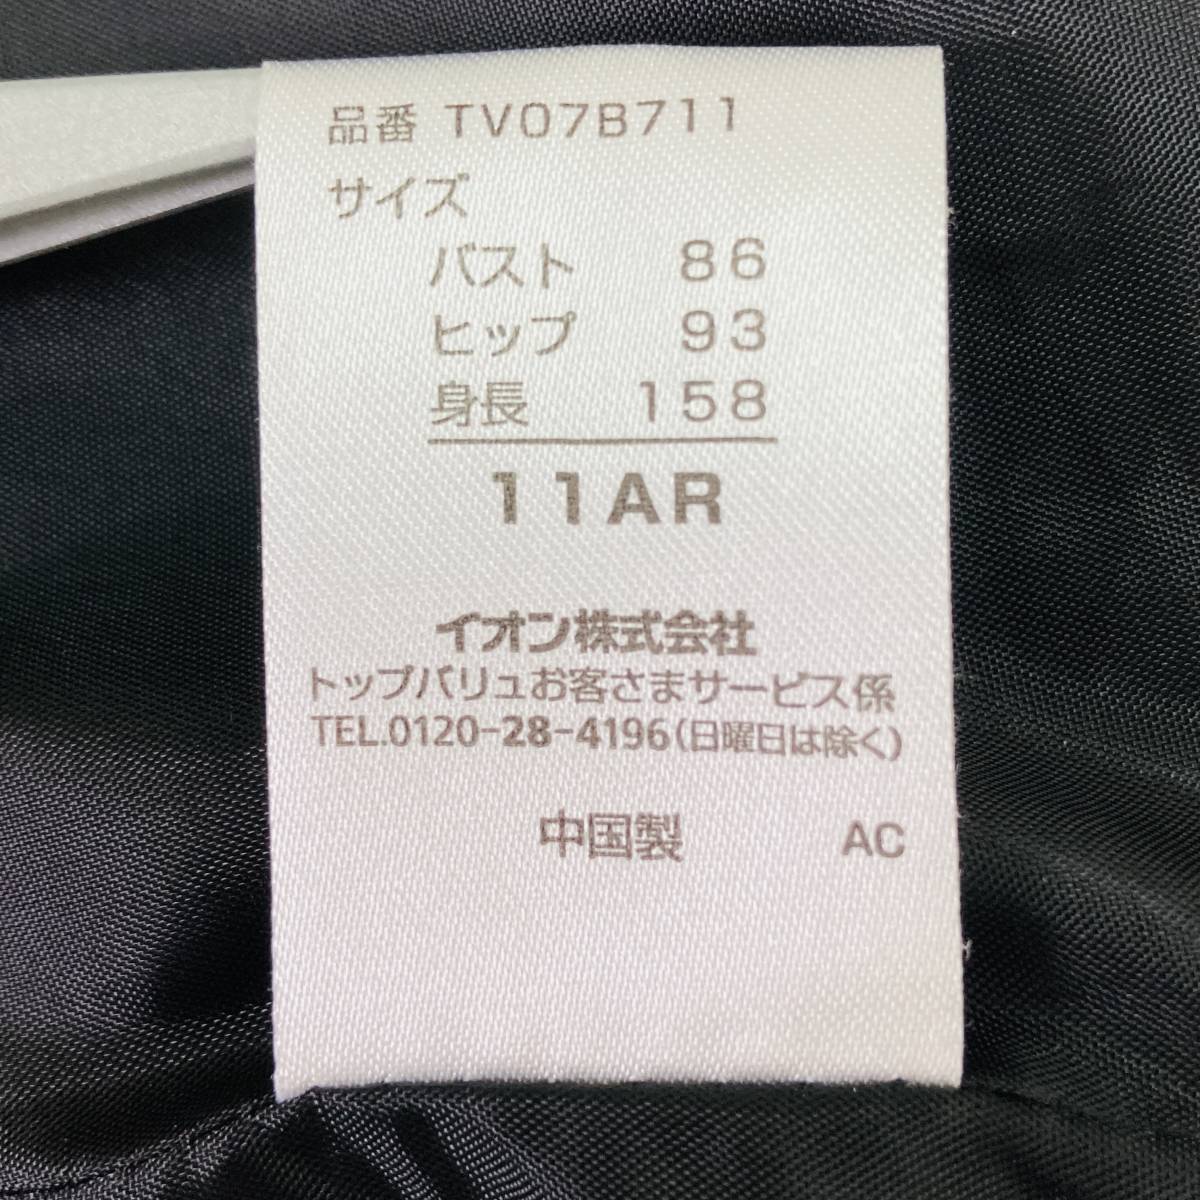 品番 TV07B711
サイズ
バスト 86
ヒップ 93
身長 158
11AR
イオン株式会社
トップバリュお客さまサービス係
TEL.0120-28-4196(日曜日は除く)
中国製 AC